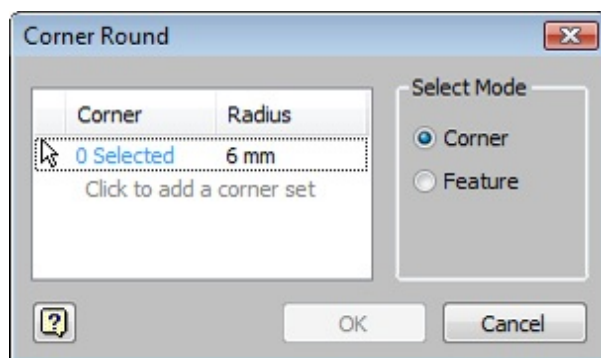 Corner Round
Corner Radius
0 Selected 6 mm
Click to add a corner set
Select Mode
Corner
Feature
?
OK Cancel